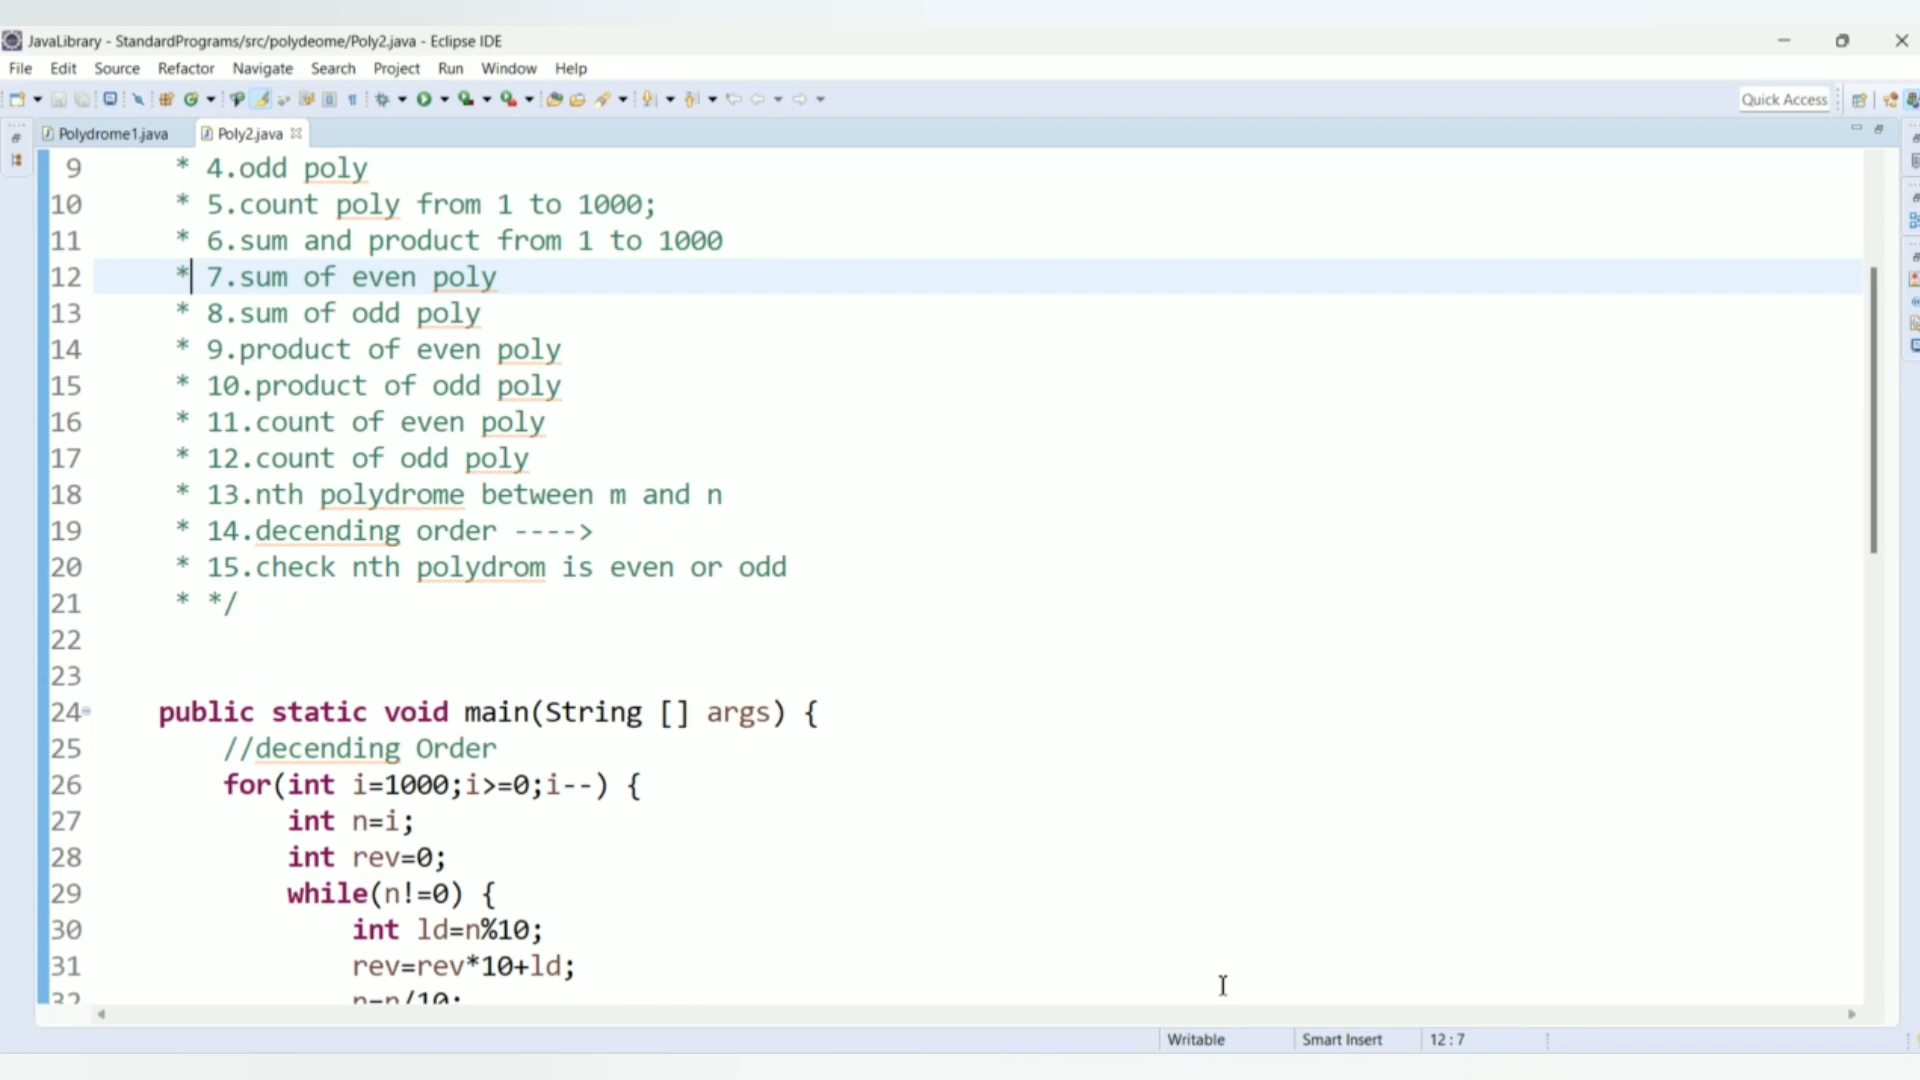 JavaLibrary - StandardPrograms/src/polydeome/Poly2.java - Eclipse IDE
File Edit Source Refactor Navigate Search Project Run Window Help
Quick Access
Polydrome1.java Poly2.java
9 * 4.odd poly
10 * 5.count poly from 1 to 1000;
11 * 6.sum and product from 1 to 1000
12 * 7.sum of even poly
13 * 8.sum of odd poly
14 * 9.product of even poly
15 * 10.product of odd poly
16 * 11.count of even poly
17 * 12.count of odd poly
18 * 13.nth polydrome between m and n
19 * 14.decending order ---->
20 * 15.check nth polydrom is even or odd
21 * */
22
23
24 public static void main(String [] args) {
25 //decending Order
26 for(int i=1000;i>=0;i--) {
27 int n=i;
28 int rev=0;
29 while(n!=0) {
30 int ld=n%10;
31 rev=rev*10+ld;
32 n=n/10;
Writable Smart Insert 12 : 7